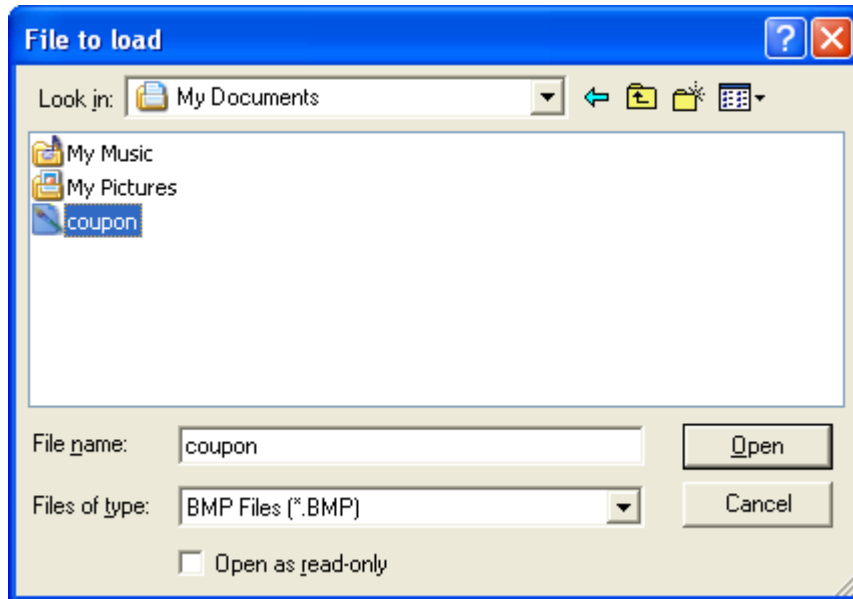 File to load
Look in: My Documents
My Music
My Pictures
coupon
File name: coupon Open
Files of type: BMP Files (*.BMP) Cancel
Open as read-only